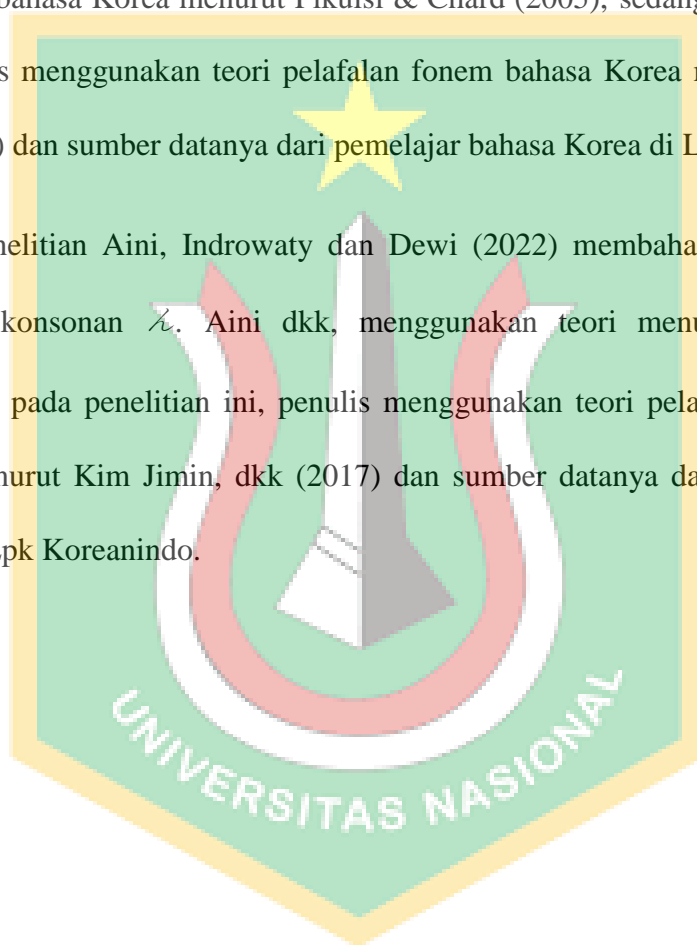 bahasa Korea menurut Pikulsi & Chard (2005), sedang
s menggunakan teori pelafalan fonem bahasa Korea
) dan sumber datanya dari pemelajar bahasa Korea di
nelitian Aini, Indrowaty dan Dewi (2022) membaha
konsonan ㅅ. Aini dkk, menggunakan teori menu
pada penelitian ini, penulis menggunakan teori pela
nurut Kim Jimin, dkk (2017) dan sumber datanya da
pk Koreanindo.
UNIVERSITAS NASIONAL